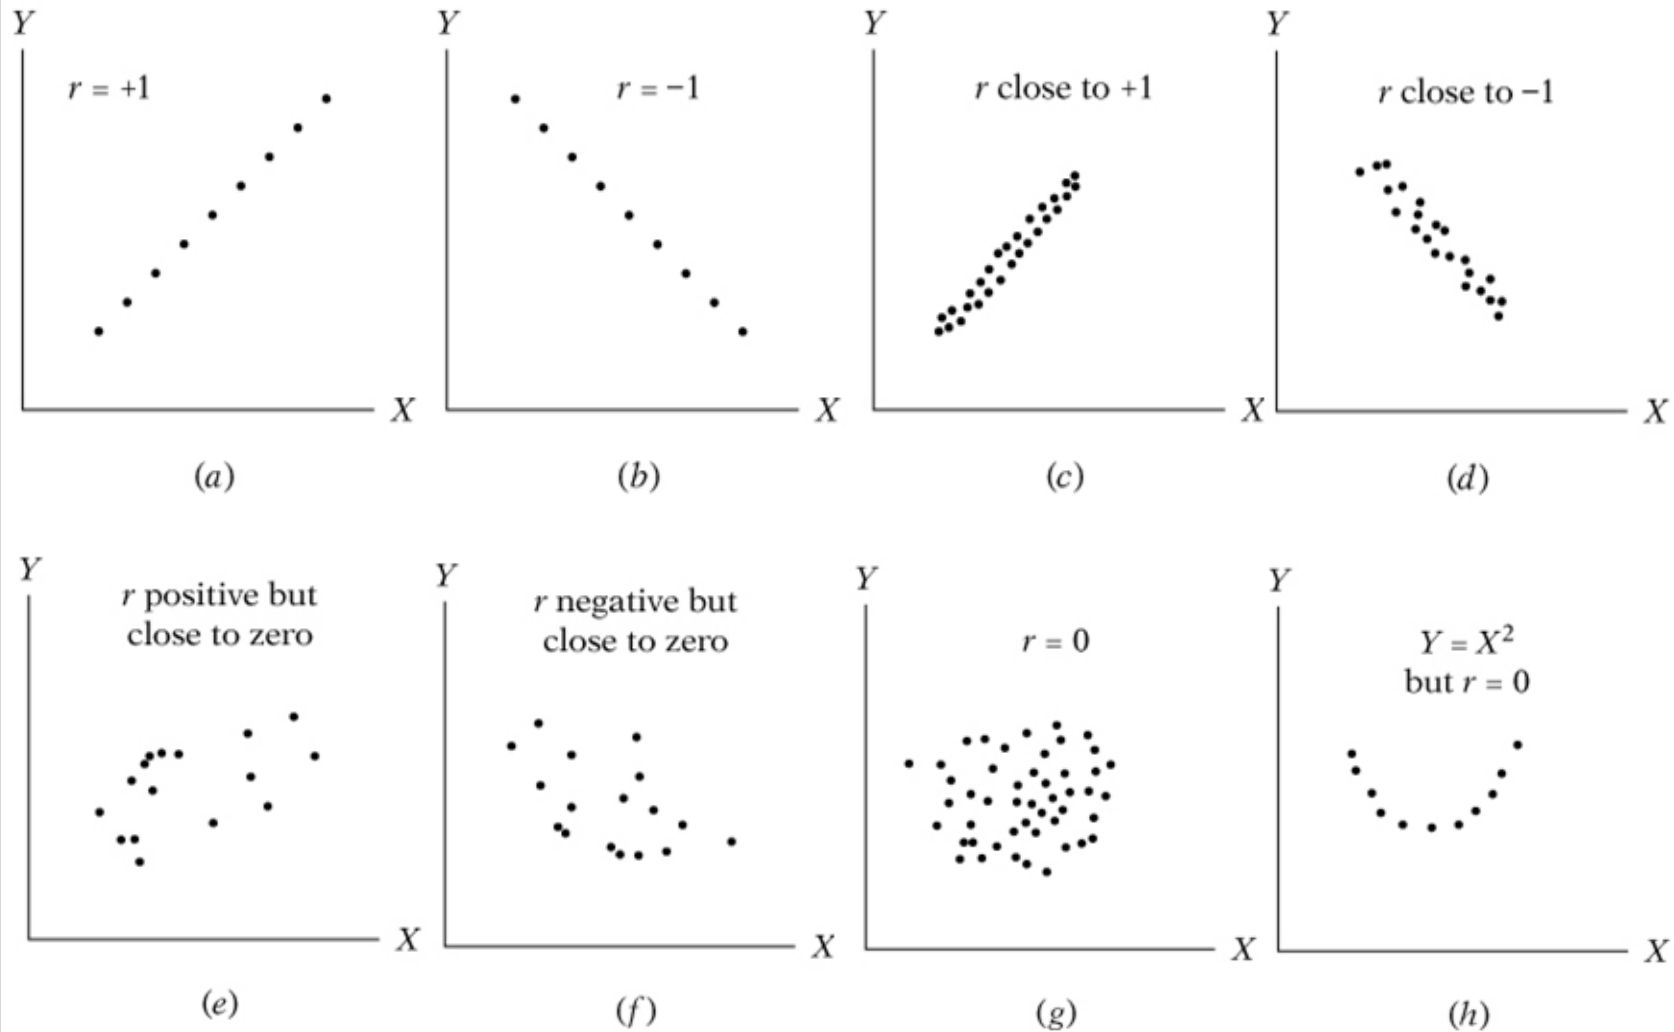 Y
r = +1
X
(a)
Y
r = −1
X
(b)
Y
r close to +1
X
(c)
Y
r close to −1
X
(d)
Y
r positive but
close to zero
X
(e)
Y
r negative but
close to zero
X
(f)
Y
r = 0
X
(g)
Y
Y = X²
but r = 0
X
(h)